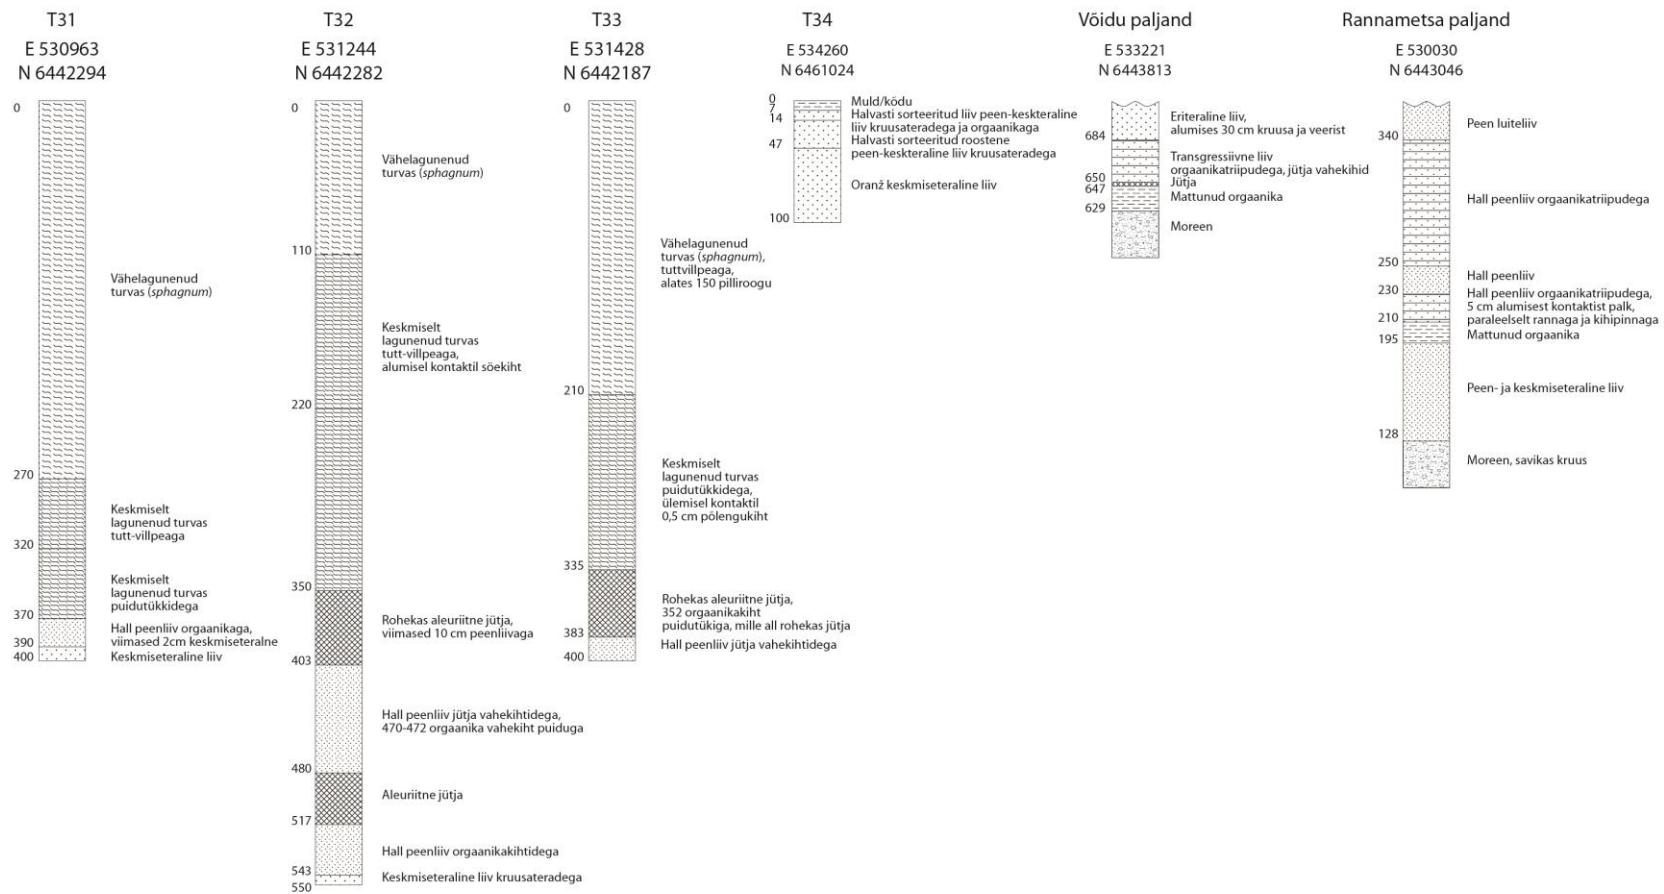 T31
E 530963
N 6442294
0
Vähelagunenud
turvas (sphagnum)
270
Keskmiselt
lagunenud turvas
tutt-villpeaga
320
Keskmiselt
lagunenud turvas
puidutükkidega
370
Hall peenliiv orgaanikaga,
viimased 2cm keskmiseteralne
390
Keskmiseteraline liiv
400
T32
E 531244
N 6442282
0
Vähelagunenud
turvas (sphagnum)
110
Keskmiselt
lagunenud turvas
tutt-villpeaga,
alumisel kontaktil söekiht
220
350
Rohekas aleuriitne jütja,
viimased 10 cm peenliivaga
403
Hall peenliiv jütja vahekihtidega,
470-472 orgaanika vahekiht puiduga
480
Aleuriitne jütja
517
Hall peenliiv orgaanikakihtidega
543
Keskmiseteraline liiv kruusateradega
550
T33
E 531428
N 6442187
0
Vähelagunenud
turvas (sphagnum),
tuttvillpeaga,
alates 150 pilliroogu
210
Keskmiselt
lagunenud turvas
puidutükkidega,
ülemisel kontaktil
0,5 cm põlengukiht
335
Rohekas aleuriitne jütja,
352 orgaanikakiht
puidutükiga, mille all rohekas jütja
383
Hall peenliiv jütja vahekihtidega
400
T34
E 534260
N 6461024
0
Muld/ködu
7
Halvasti sorteeritud liiv peen-keskteraline
14
liiv kruusateradega ja orgaanikaga
Halvasti sorteeritud roostene
47
peen-keskteraline liiv kruusateradega
Oranž keskmiseteraline liiv
100
Võidu paljand
E 533221
N 6443813
Eriteraline liiv,
alumises 30 cm kruusa ja veerist
684
Transgressiivne liiv
orgaanikatriipudega, jütja vahekihid
650
Jütja
647
Mattunud orgaanika
629
Moreen
Rannametsa paljand
E 530030
N 6443046
Peen luiteliiv
340
Hall peenliiv orgaanikatriipudega
250
Hall peenliiv
230
Hall peenliiv orgaanikatriipudega,
5 cm alumisest kontaktist palk,
210
paraleelselt rannaga ja kihipinnaga
Mattunud orgaanika
195
Peen- ja keskmiseteraline liiv
128
Moreen, savikas kruus